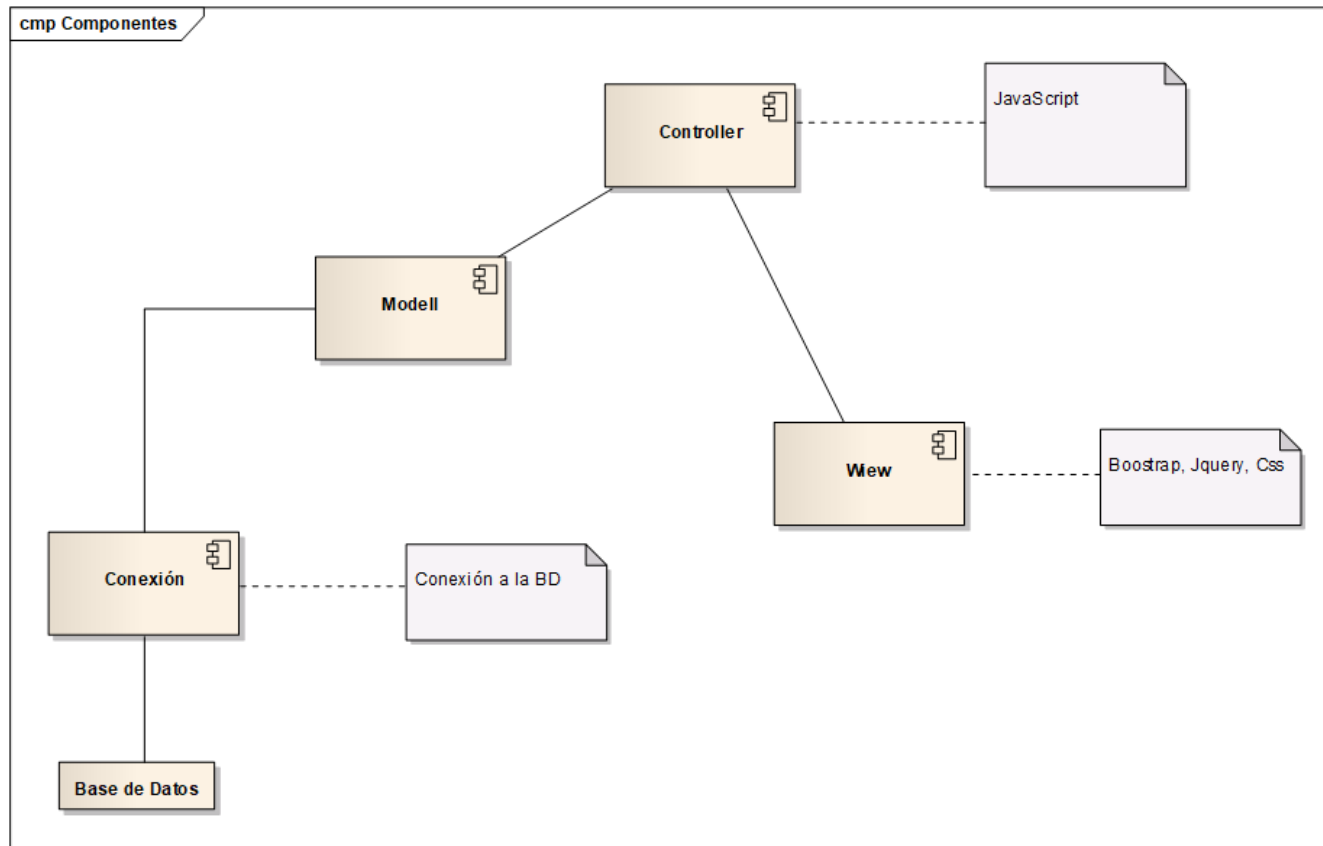 cmp Componentes
Controller
JavaScript
Modell
Wiew
Boostrap, Jquery, Css
Conexión
Conexión a la BD
Base de Datos